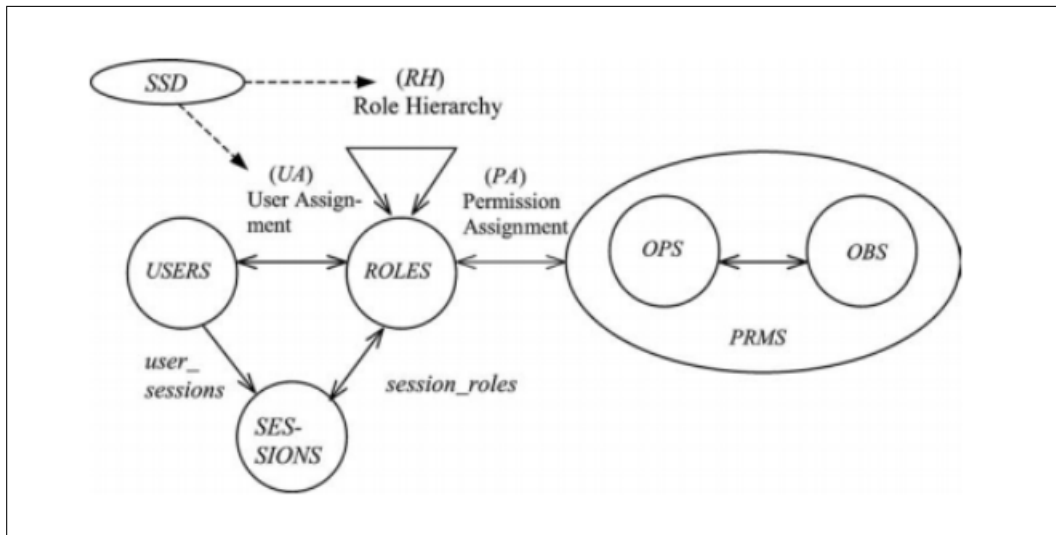 SSD
(RH)
Role Hierarchy
(UA)
User Assign-
ment
(PA)
Permission
Assignment
USERS
ROLES
OPS
OBS
PRMS
user_
sessions
session_roles
SES-
SIONS